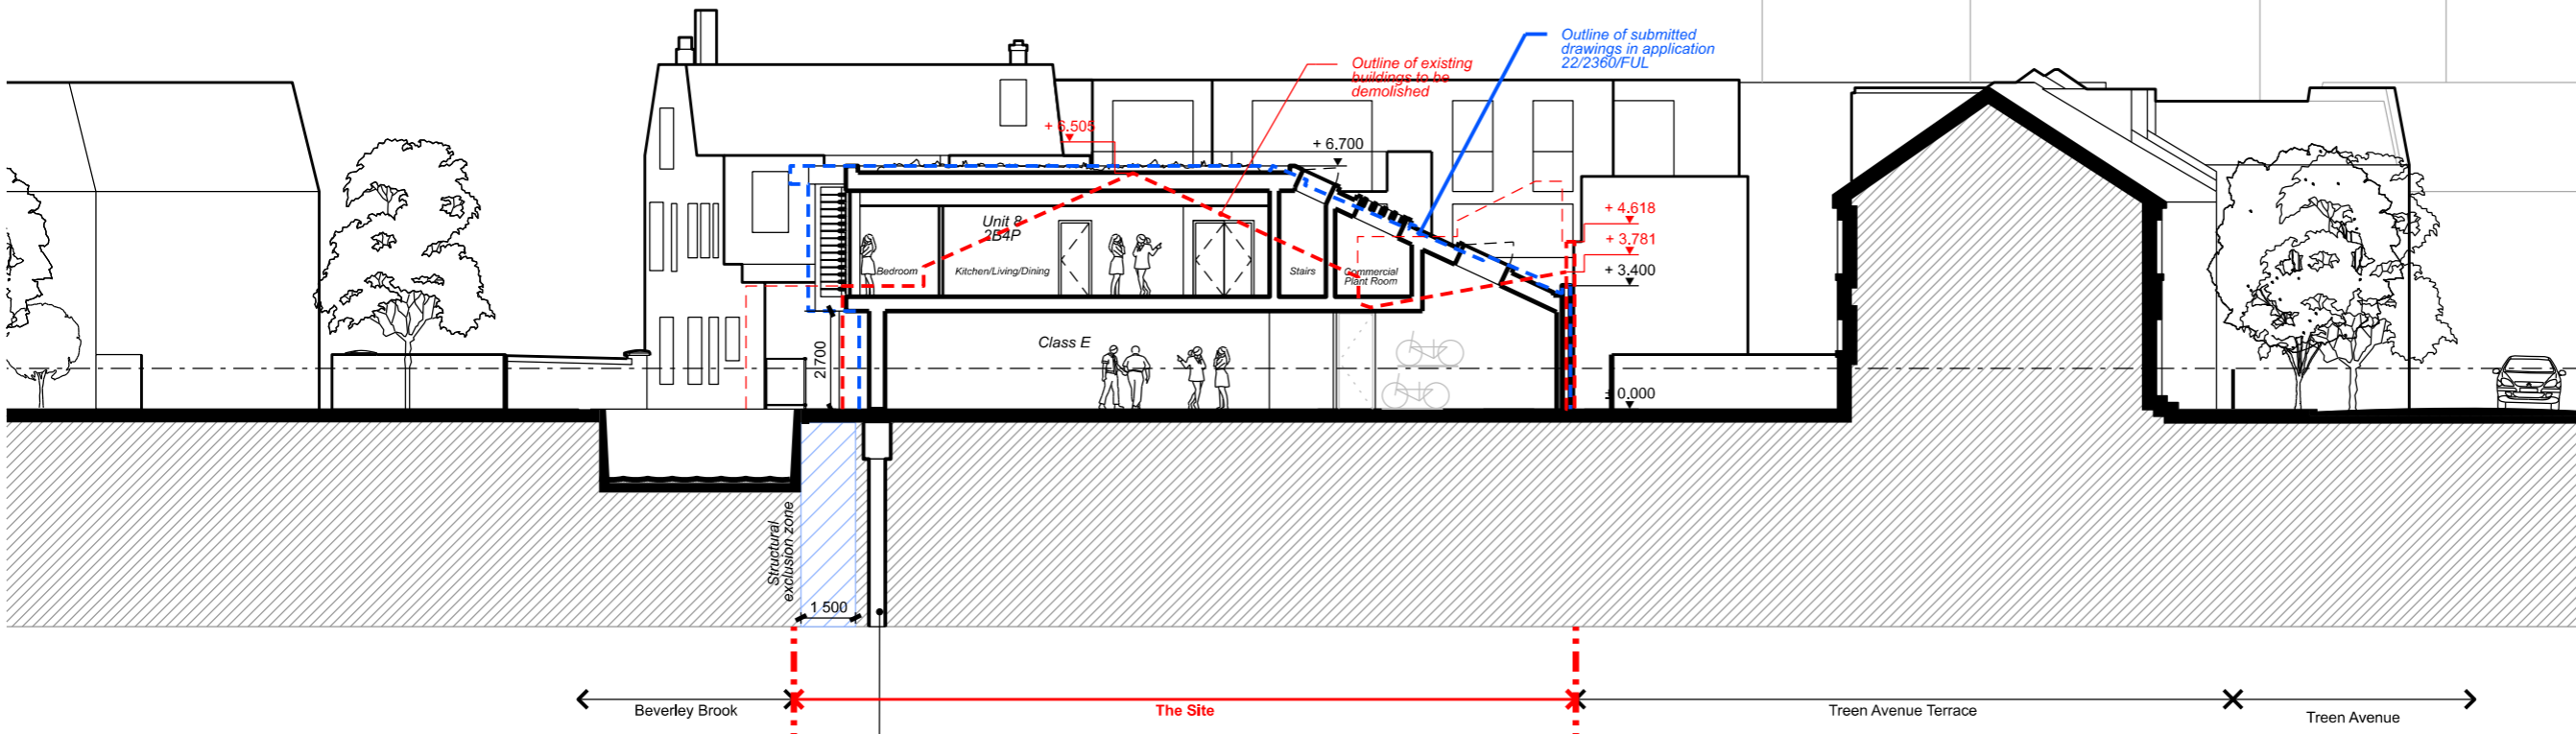 Outline of submitted
drawings in application
22/2360/FUL
Outline of existing
buildings to be
demolished
+ 6.505
+ 6.700
+ 4.618
+ 3.781
+ 3.400
± 0.000
Unit 8
2B4P
Bedroom
Kitchen/Living/Dining
Stairs
Commercial
Plant Room
Class E
2 700
Structural
exclusion zone
1 500
Beverley Brook
The Site
Treen Avenue Terrace
Treen Avenue